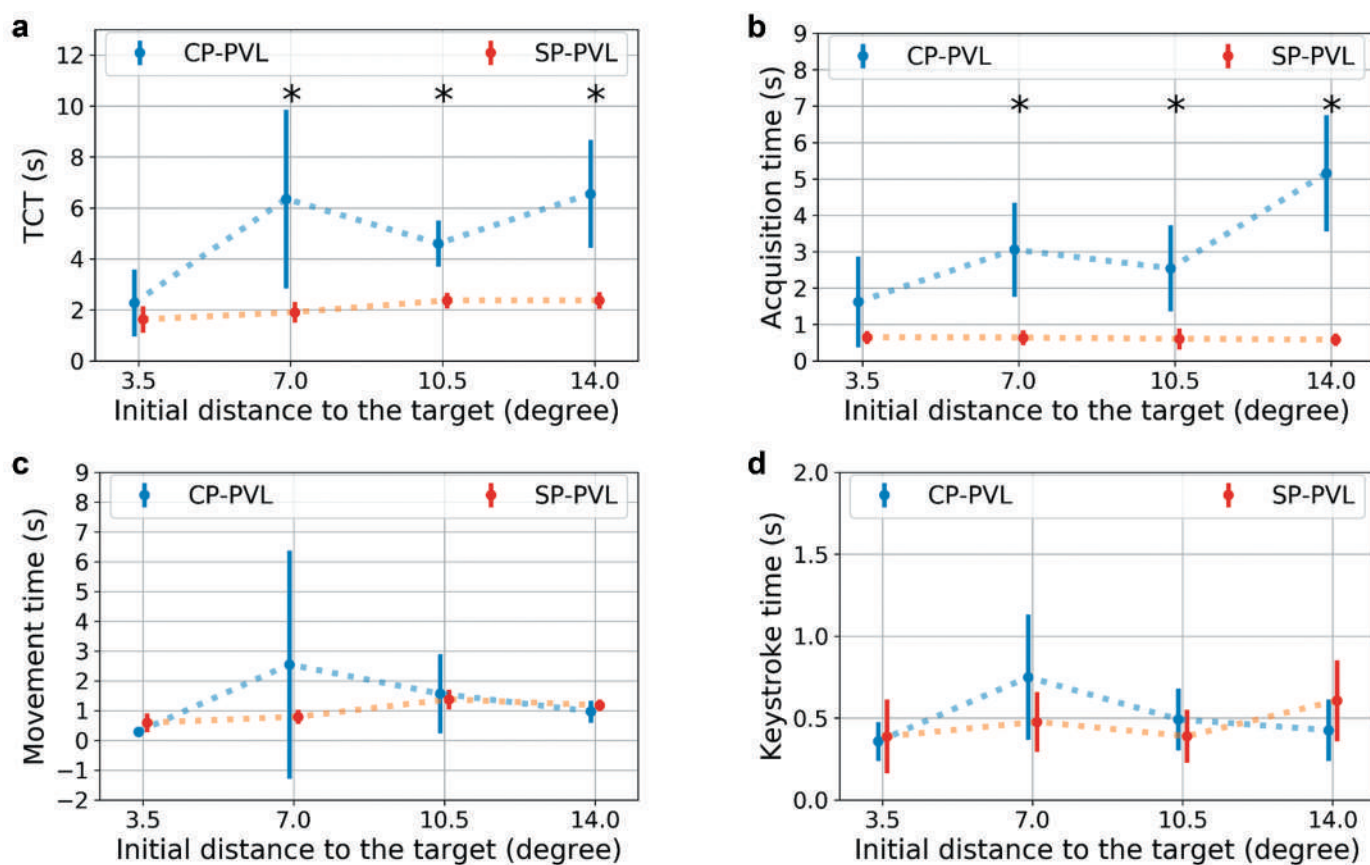 a
CP-PVL SP-PVL
12
10
8
6
4
2
0
TCT (s)
* * *
3.5 7.0 10.5 14.0
Initial distance to the target (degree)
b
CP-PVL SP-PVL
9
8
7
6
5
4
3
2
1
0
Acquisition time (s)
* * *
3.5 7.0 10.5 14.0
Initial distance to the target (degree)
c
CP-PVL SP-PVL
9
8
7
6
5
4
3
2
1
0
−1
−2
Movement time (s)
3.5 7.0 10.5 14.0
Initial distance to the target (degree)
d
CP-PVL SP-PVL
2.0
1.5
1.0
0.5
0.0
Keystroke time (s)
3.5 7.0 10.5 14.0
Initial distance to the target (degree)